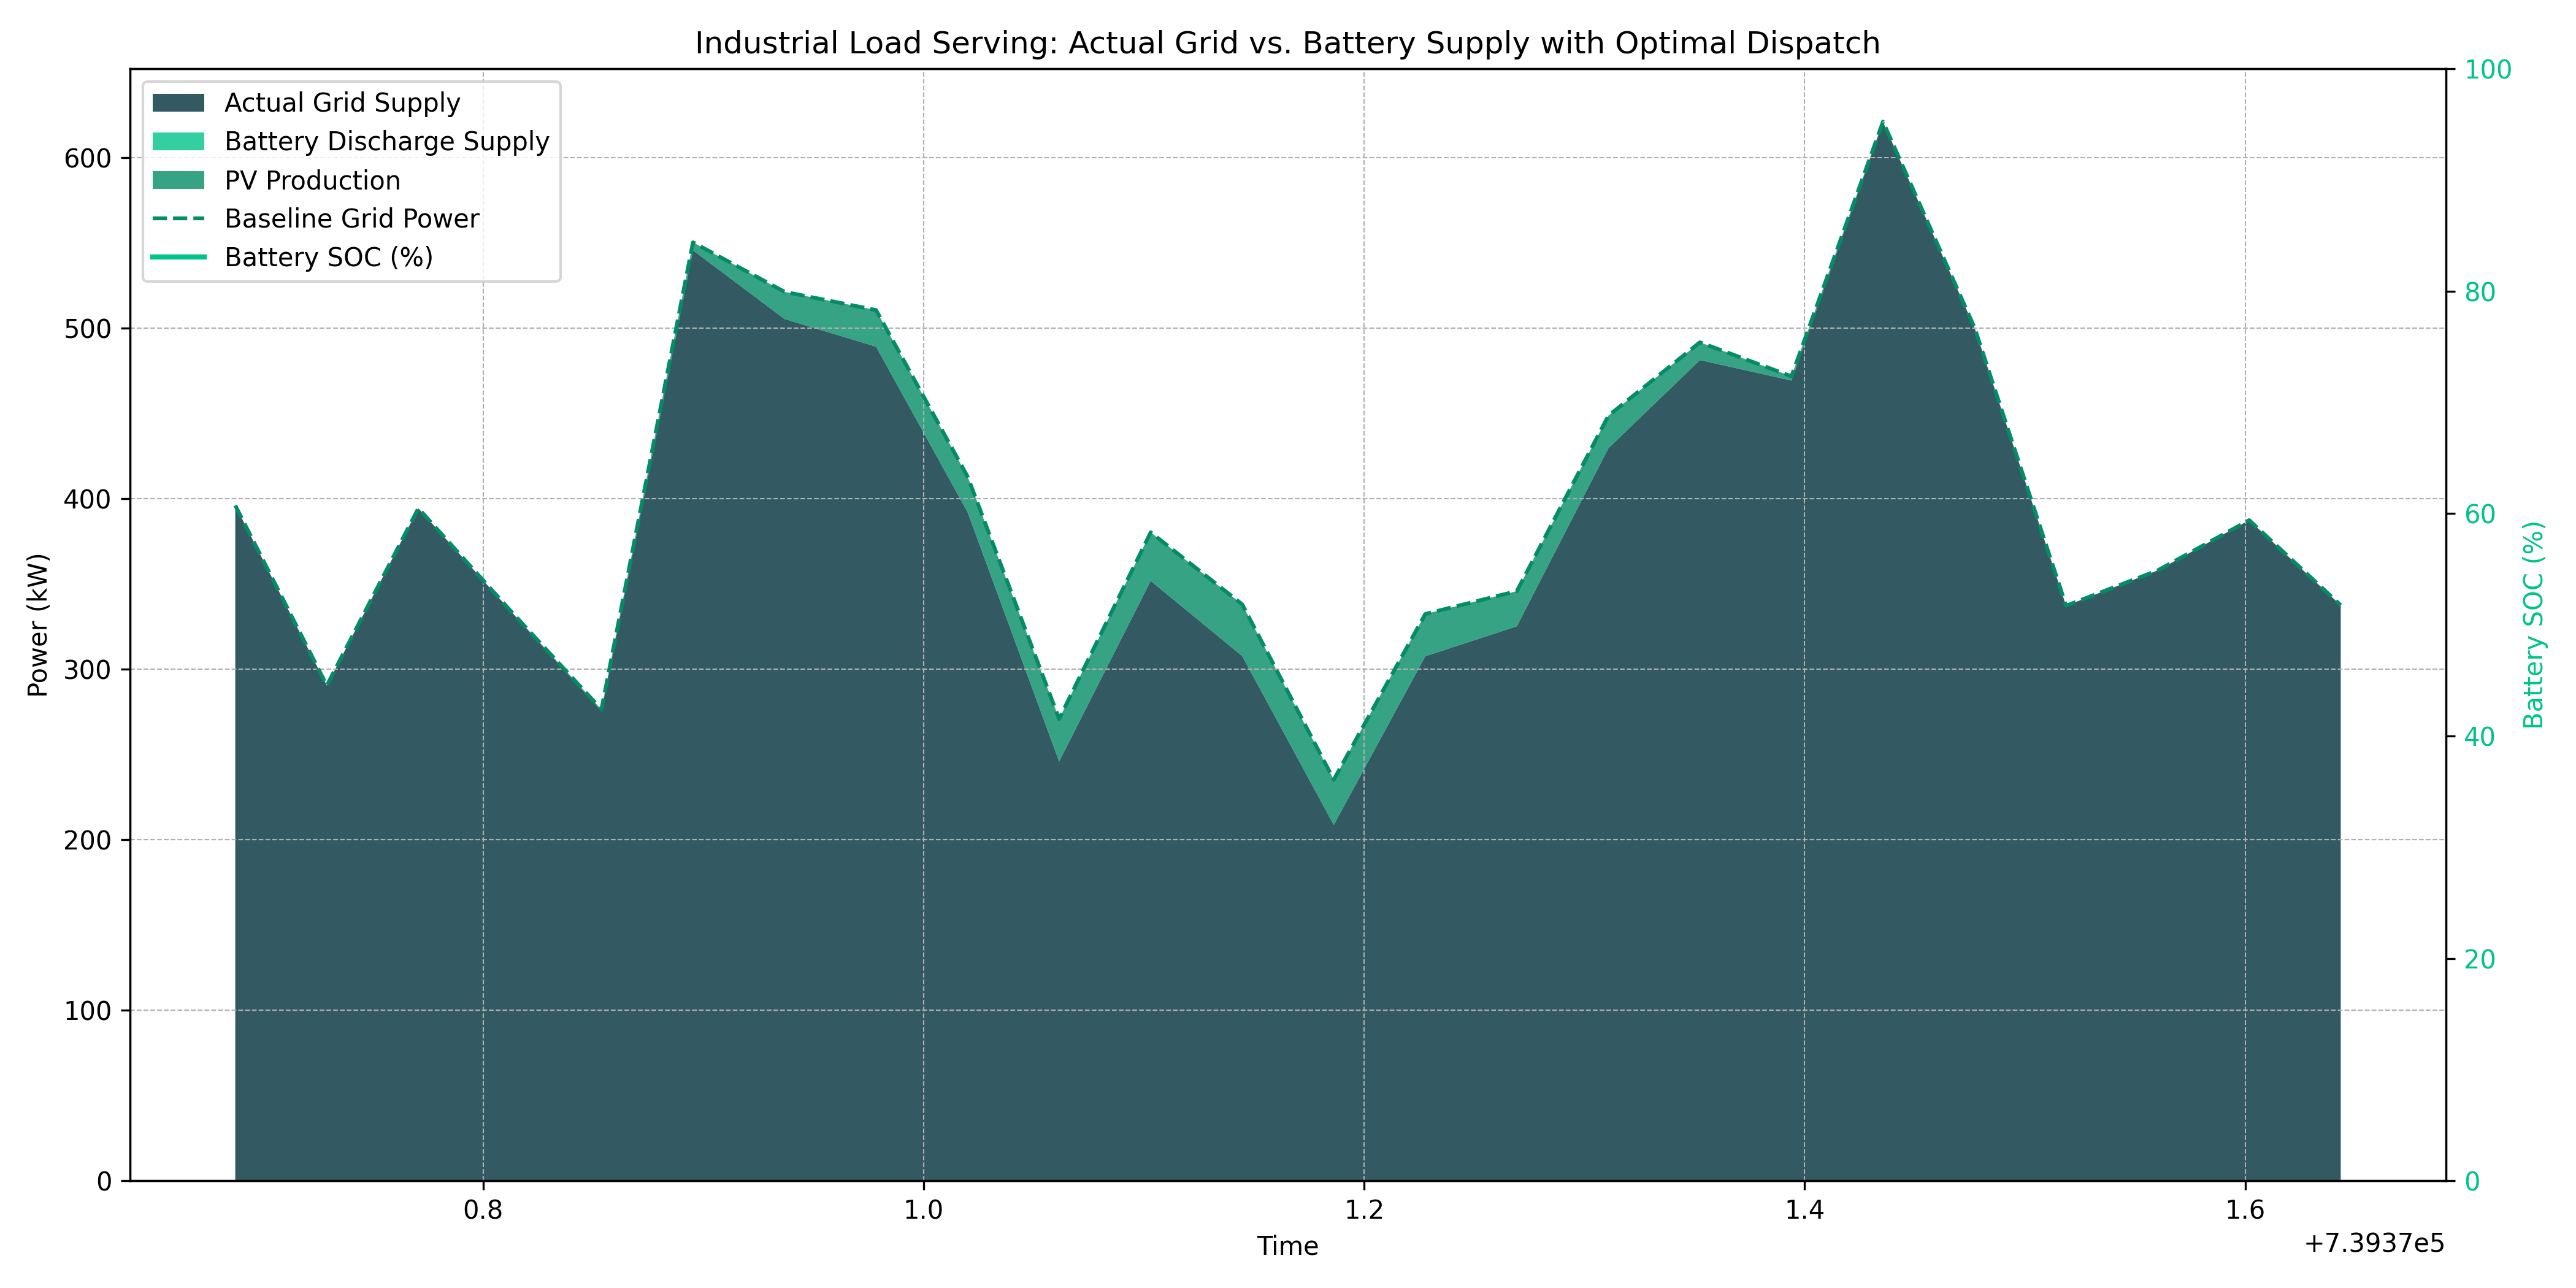 Industrial Load Serving: Actual Grid vs. Battery Supply with Optimal Dispatch
Actual Grid Supply
Battery Discharge Supply
PV Production
Baseline Grid Power
Battery SOC (%)
Power (kW)
600
500
400
300
200
100
0
100
80
60
40
20
0
Battery SOC (%)
0.8
1.0
1.2
1.4
1.6
Time
+7.3937e5